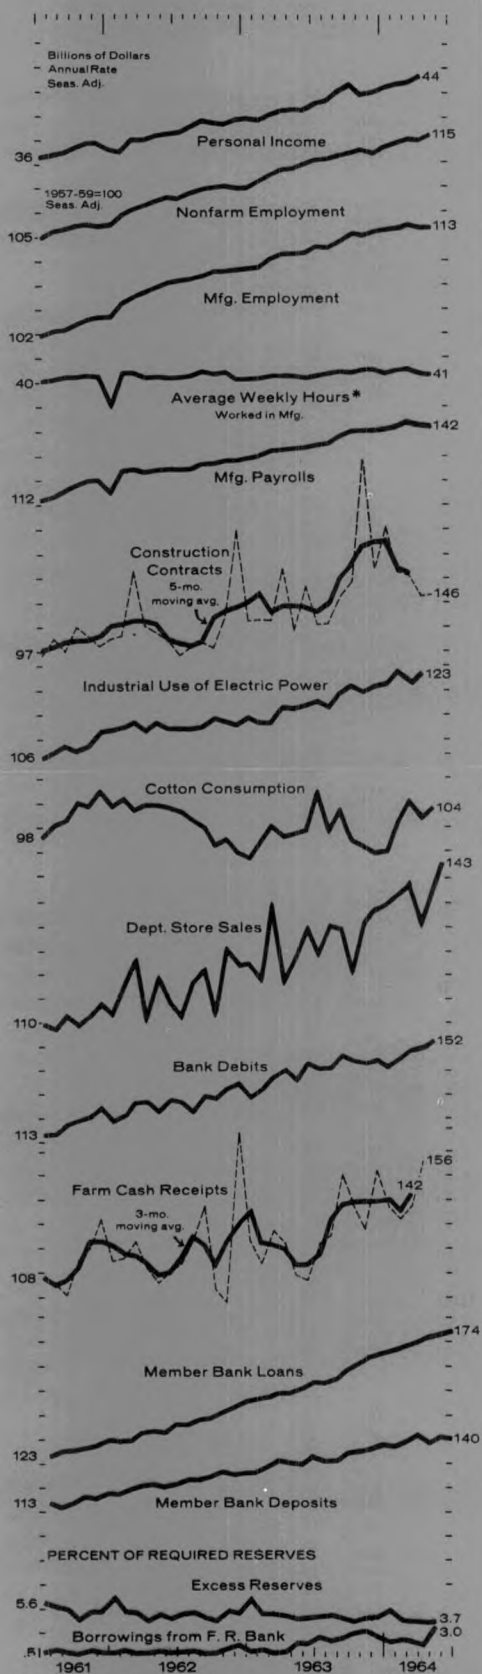 Billions of Dollars
Annual Rate
Seas. Adj.
44
36
Personal Income
115
1957-59=100
Seas. Adj.
105
Nonfarm Employment
113
102
Mfg. Employment
40
41
Average Weekly Hours*
Worked in Mfg.
142
112
Mfg. Payrolls
Construction
Contracts
5-mo.
moving avg.
146
97
123
Industrial Use of Electric Power
106
Cotton Consumption
104
98
143
Dept. Store Sales
110
152
Bank Debits
113
156
142
Farm Cash Receipts
3-mo.
moving avg.
108
174
Member Bank Loans
123
140
113
Member Bank Deposits
PERCENT OF REQUIRED RESERVES
Excess Reserves
5.6
3.7
Borrowings from F. R. Bank
3.0
.51
1961 1962 1963 1964